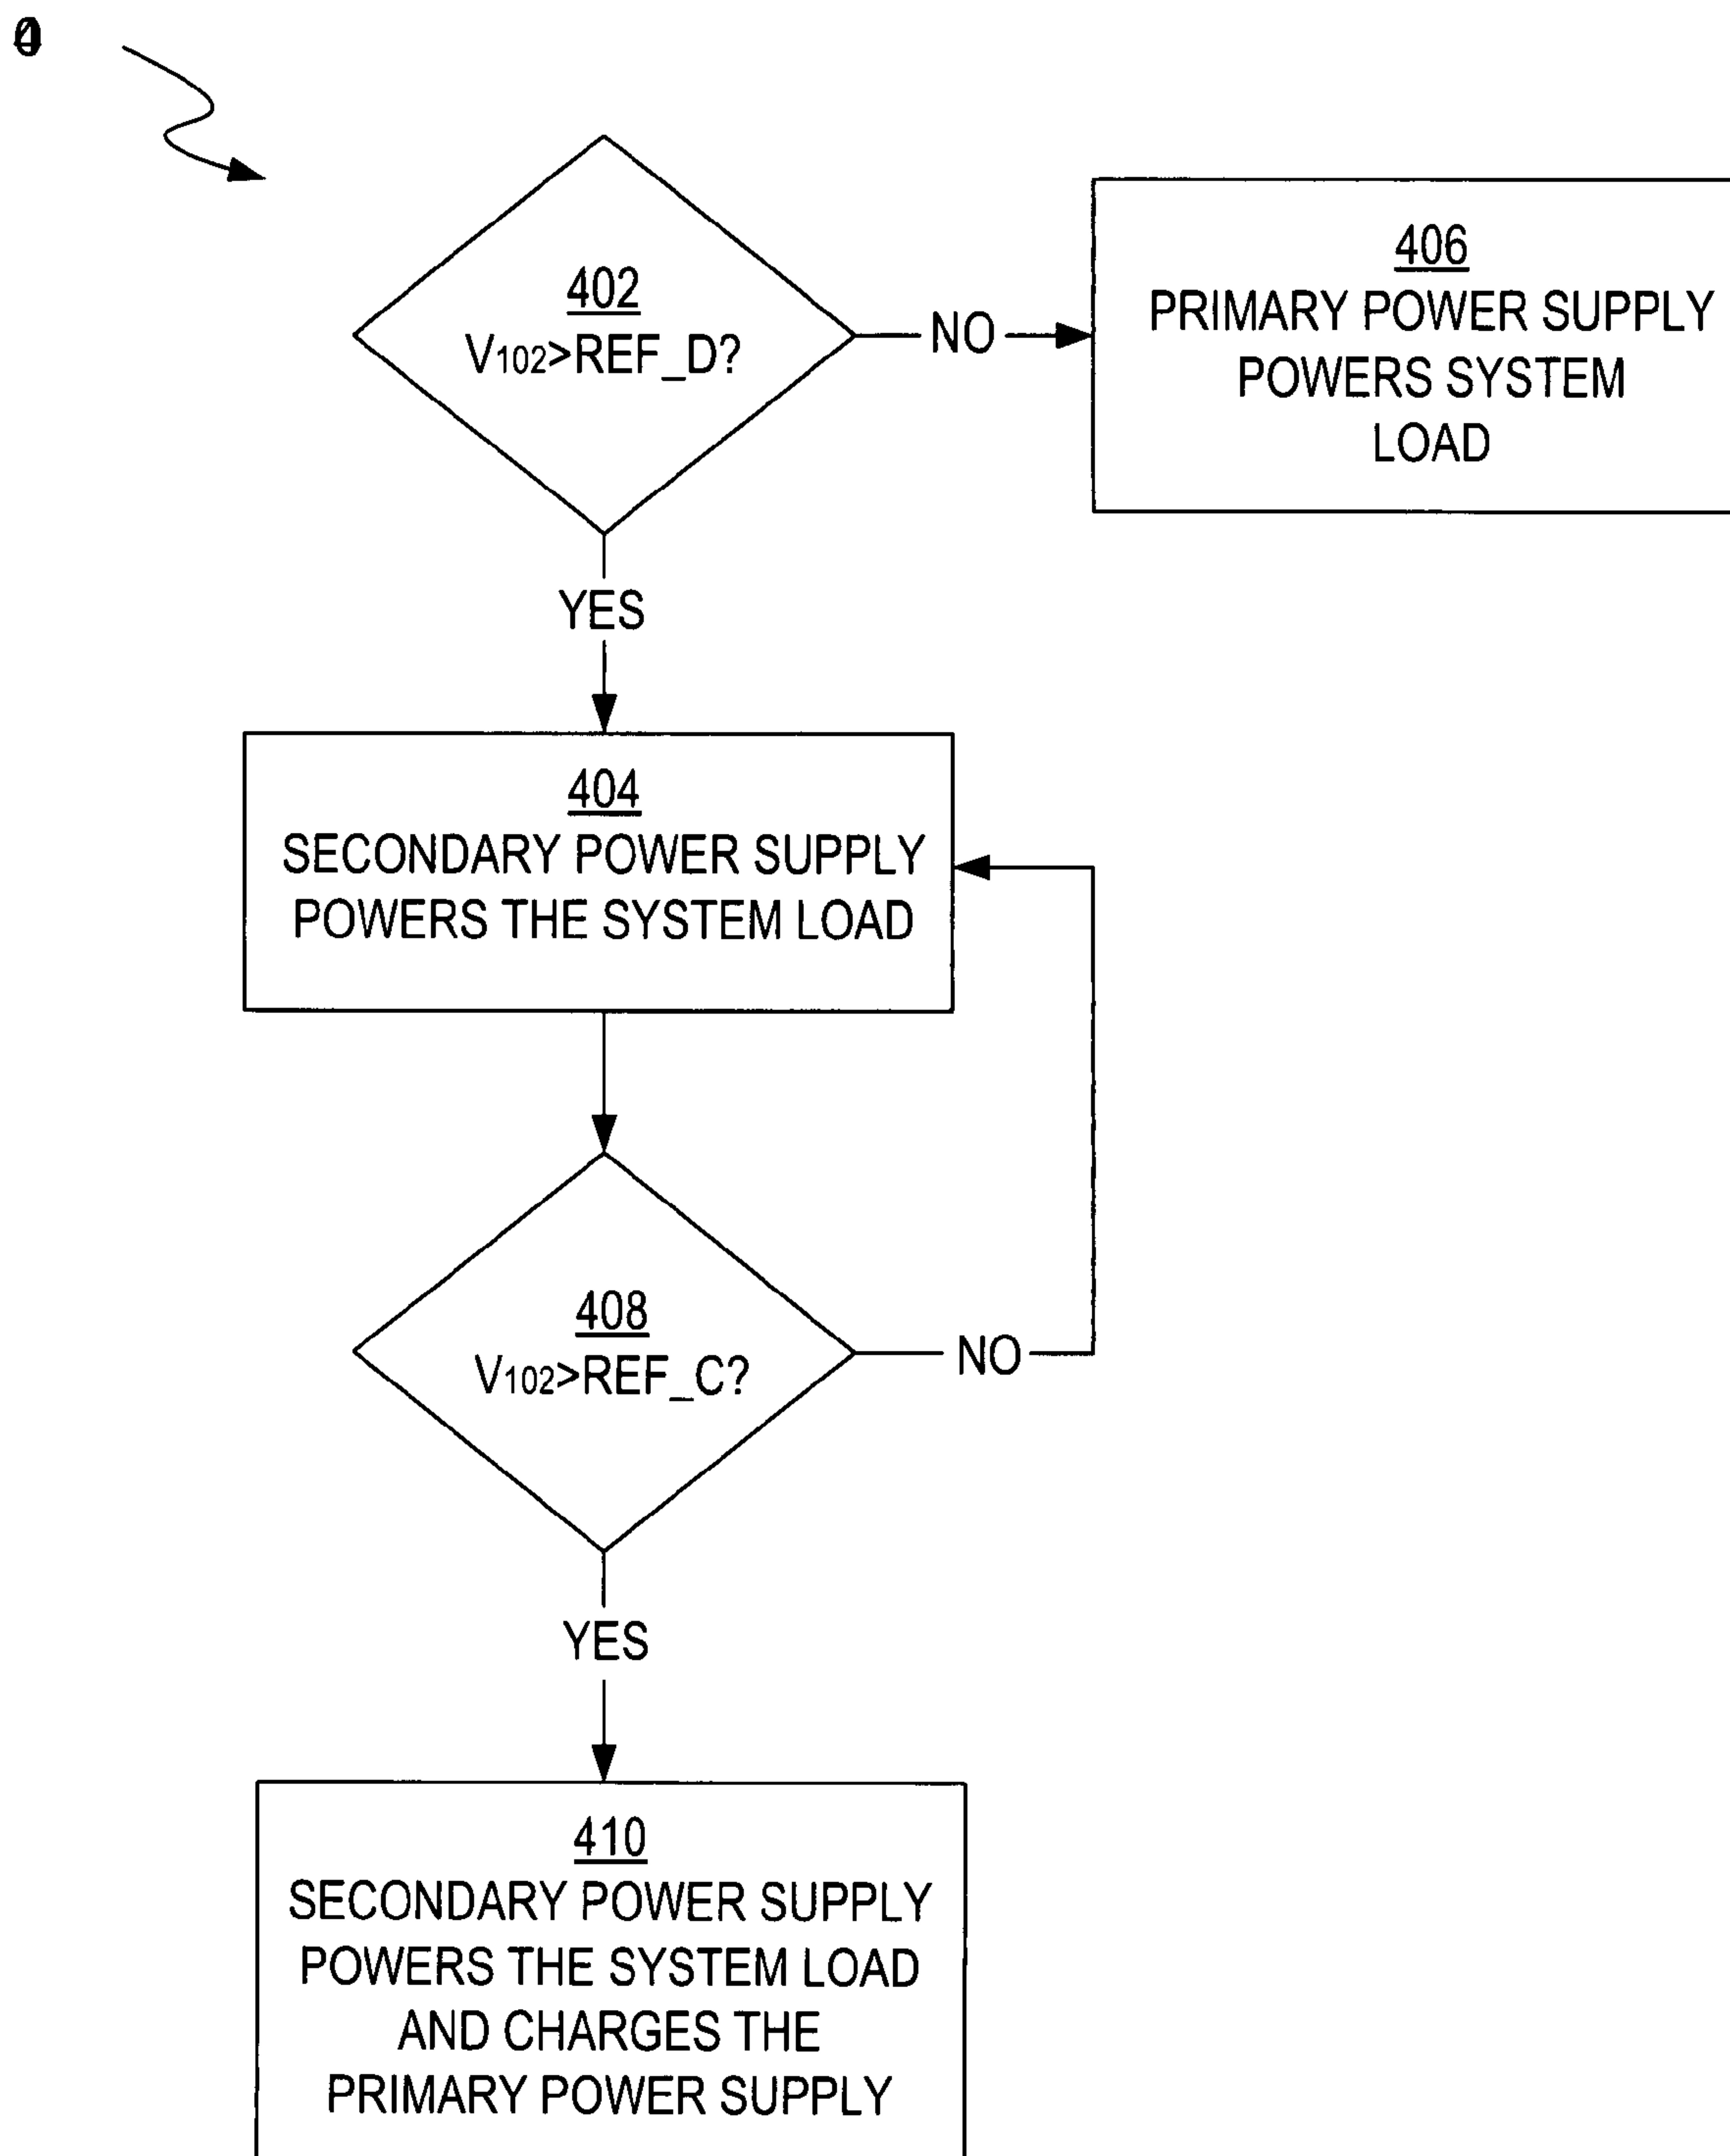 402
V102>REF_D?
NO
406
PRIMARY POWER SUPPLY
POWERS SYSTEM
LOAD
YES
404
SECONDARY POWER SUPPLY
POWERS THE SYSTEM LOAD
408
V102>REF_C?
NO
YES
410
SECONDARY POWER SUPPLY
POWERS THE SYSTEM LOAD
AND CHARGES THE
PRIMARY POWER SUPPLY